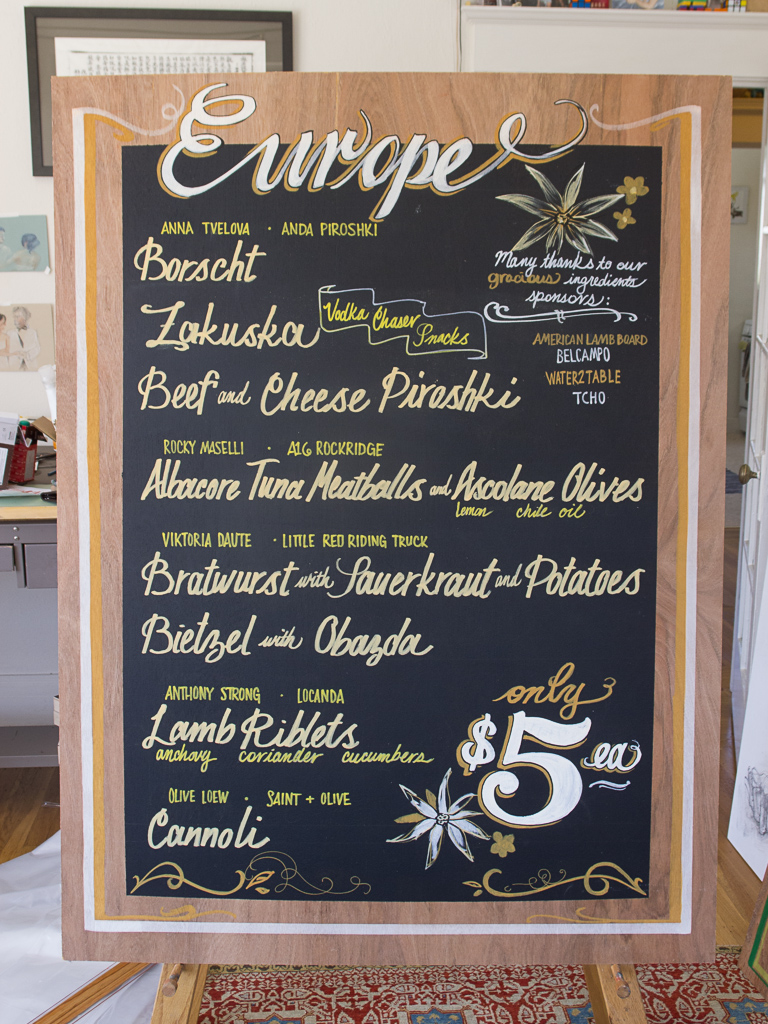 Europe
ANNA TVELOVA · ANDA PIROSHKI
Borscht
Zakuska
Vodka Chaser Snacks
Beef and Cheese Piroshki
Many thanks to our
gracious ingredients
sponsors:
AMERICAN LAMB BOARD
BELCAMPO
WATER2TABLE
TCHO
ROCKY MASELLI · A16 ROCKRIDGE
Albacore Tuna Meatballs and Ascolane Olives
lemon chile oil
VIKTORIA DAUTE · LITTLE RED RIDING TRUCK
Bratwurst with Sauerkraut and Potatoes
Bietzel with Obazda
ANTHONY STRONG · LOCANDA
Lamb Riblets
anchovy coriander cucumbers
OLIVE LOEW · SAINT + OLIVE
Cannoli
only
$5 ea